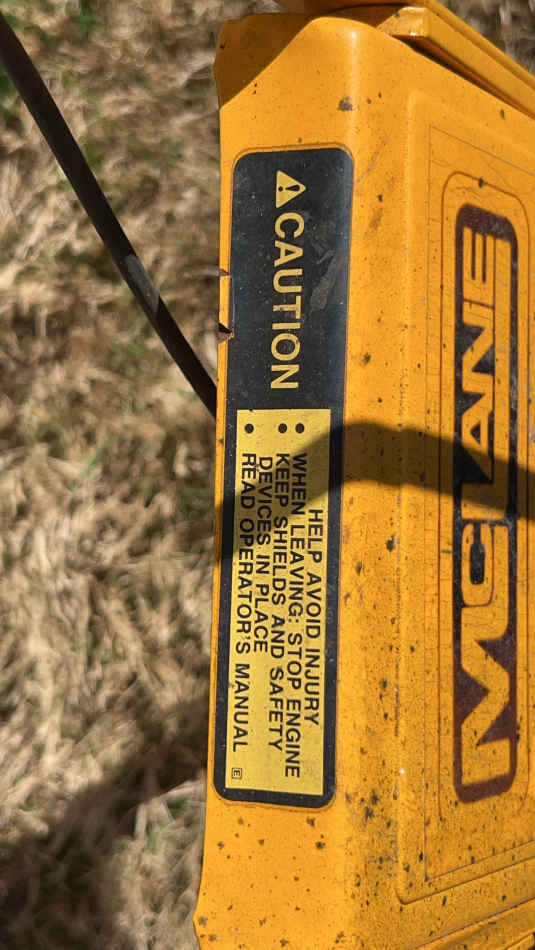 CAUTION
HELP AVOID INJURY
• WHEN LEAVING: STOP ENGINE
• KEEP SHIELDS AND SAFETY
DEVICES IN PLACE
• READ OPERATOR'S MANUAL
E
McLANE